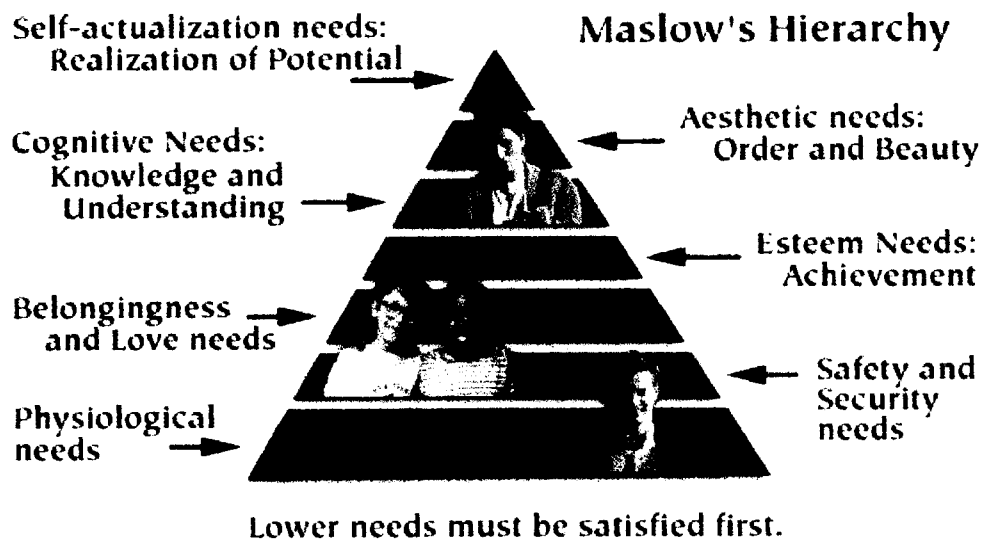 Maslow's Hierarchy
Self-actualization needs:
Realization of Potential
Aesthetic needs:
Order and Beauty
Cognitive Needs:
Knowledge and
Understanding
Esteem Needs:
Achievement
Belongingness
and Love needs
Safety and
Security
needs
Physiological
needs
Lower needs must be satisfied first.